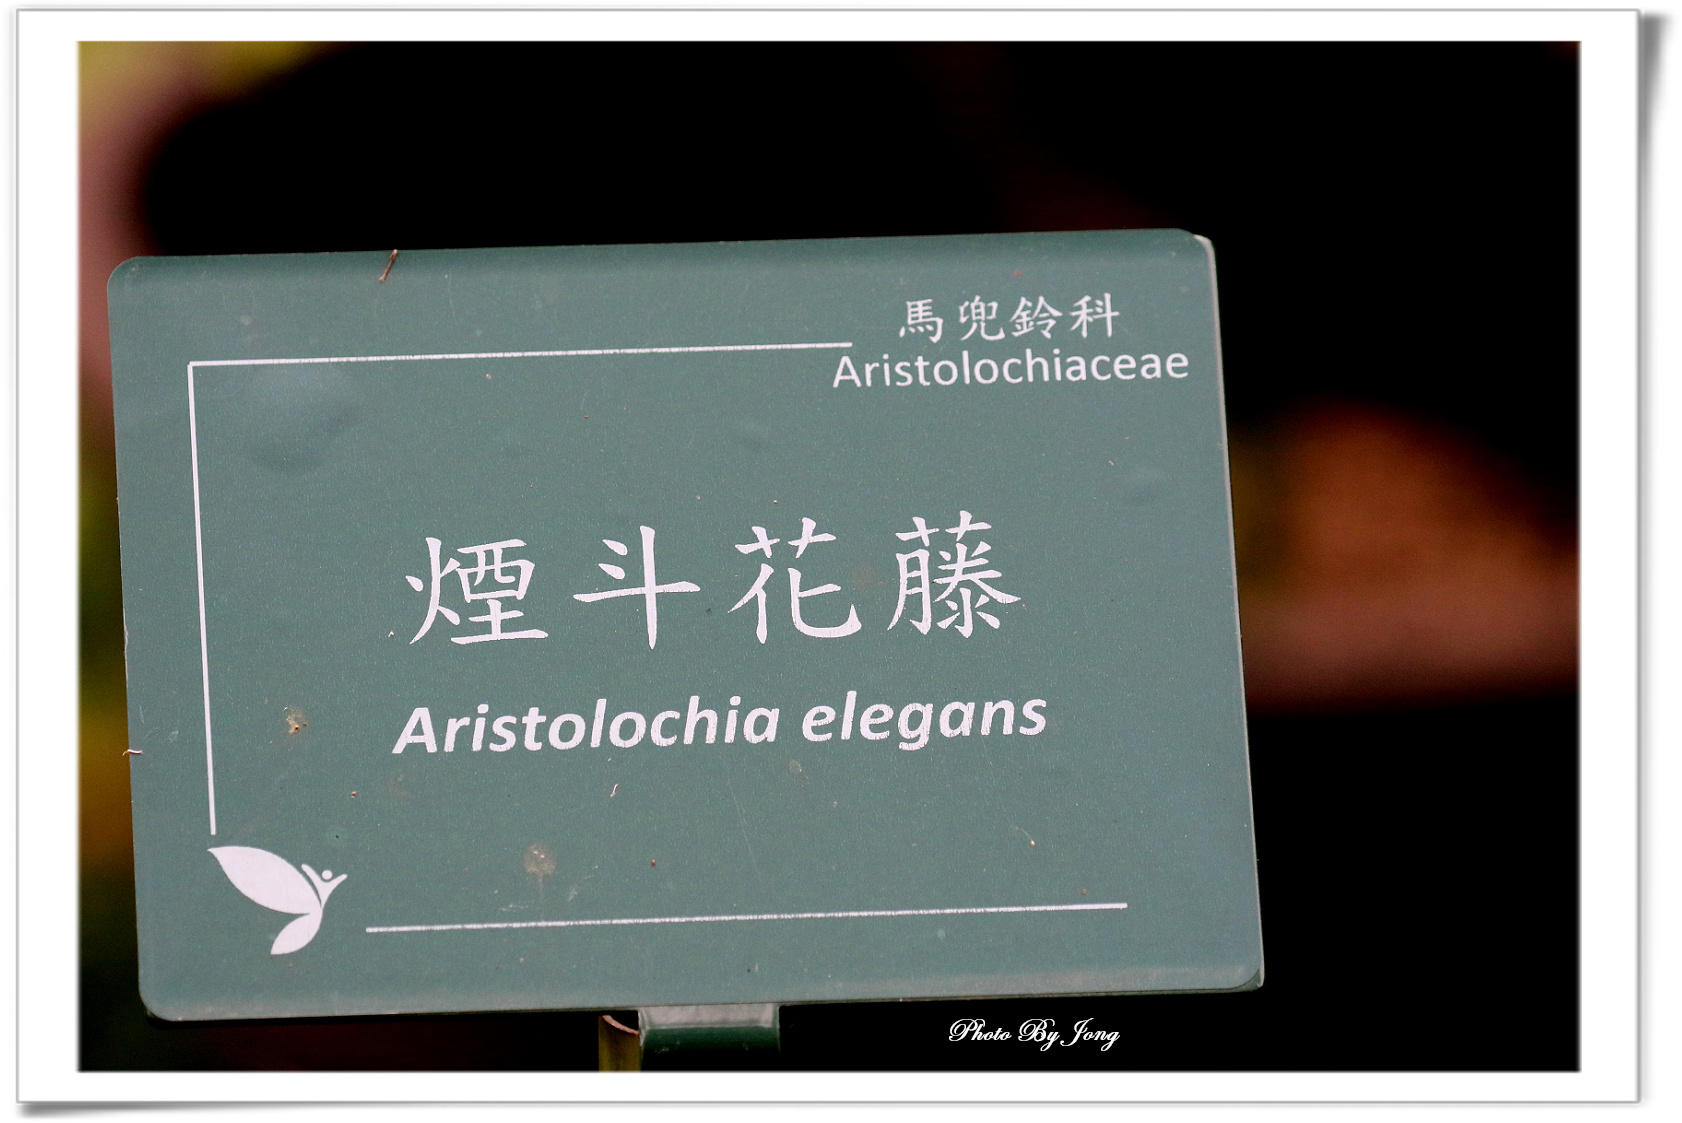 馬兜鈴科
Aristolochiaceae
煙斗花藤
Aristolochia elegans
Photo By Jong